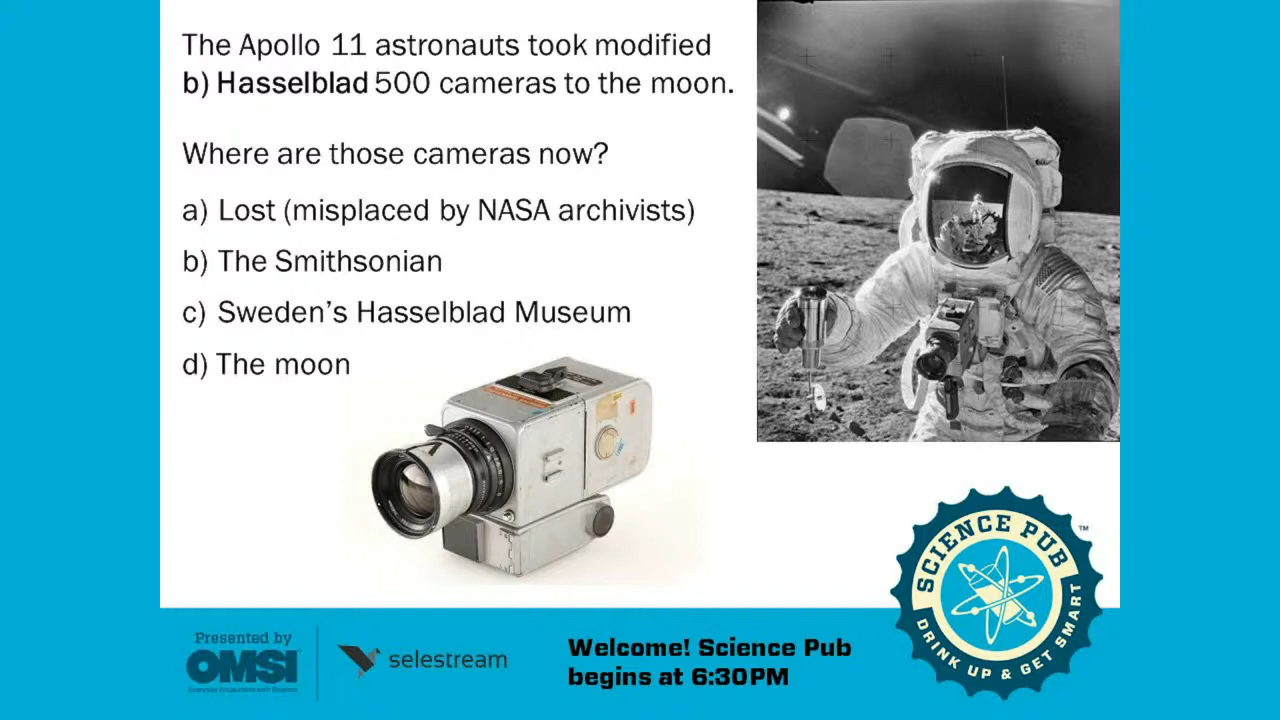 The Apollo 11 astronauts took modified
b) Hasselblad 500 cameras to the moon.
Where are those cameras now?
a) Lost (misplaced by NASA archivists)
b) The Smithsonian
c) Sweden's Hasselblad Museum
d) The moon
SCIENCE PUB
TM
DRINK UP & GET SMART
Presented by
OMSI
selestream
Welcome! Science Pub
begins at 6:30PM